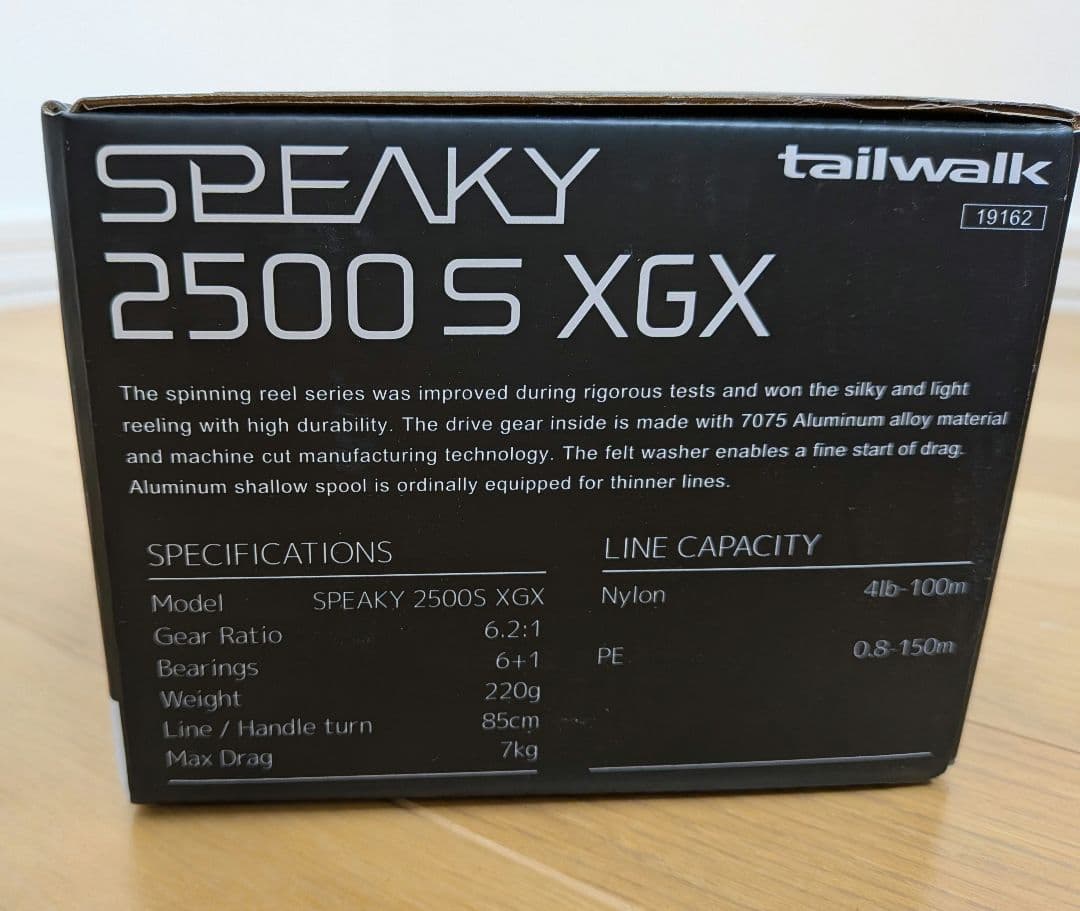 SPEAKY
tailwalk
19162
2500S XGX
The spinning reel series was improved during rigorous tests and won the silky and light
reeling with high durability. The drive gear inside is made with 7075 Aluminum alloy material
and machine cut manufacturing technology. The felt washer enables a fine start of drag.
Aluminum shallow spool is ordinally equipped for thinner lines.
SPECIFICATIONS
Model SPEAKY 2500S XGX
Gear Ratio 6.2:1
Bearings 6+1
Weight 220g
Line / Handle turn 85cm
Max Drag 7kg
LINE CAPACITY
Nylon 4lb-100m
PE 0.8-150m